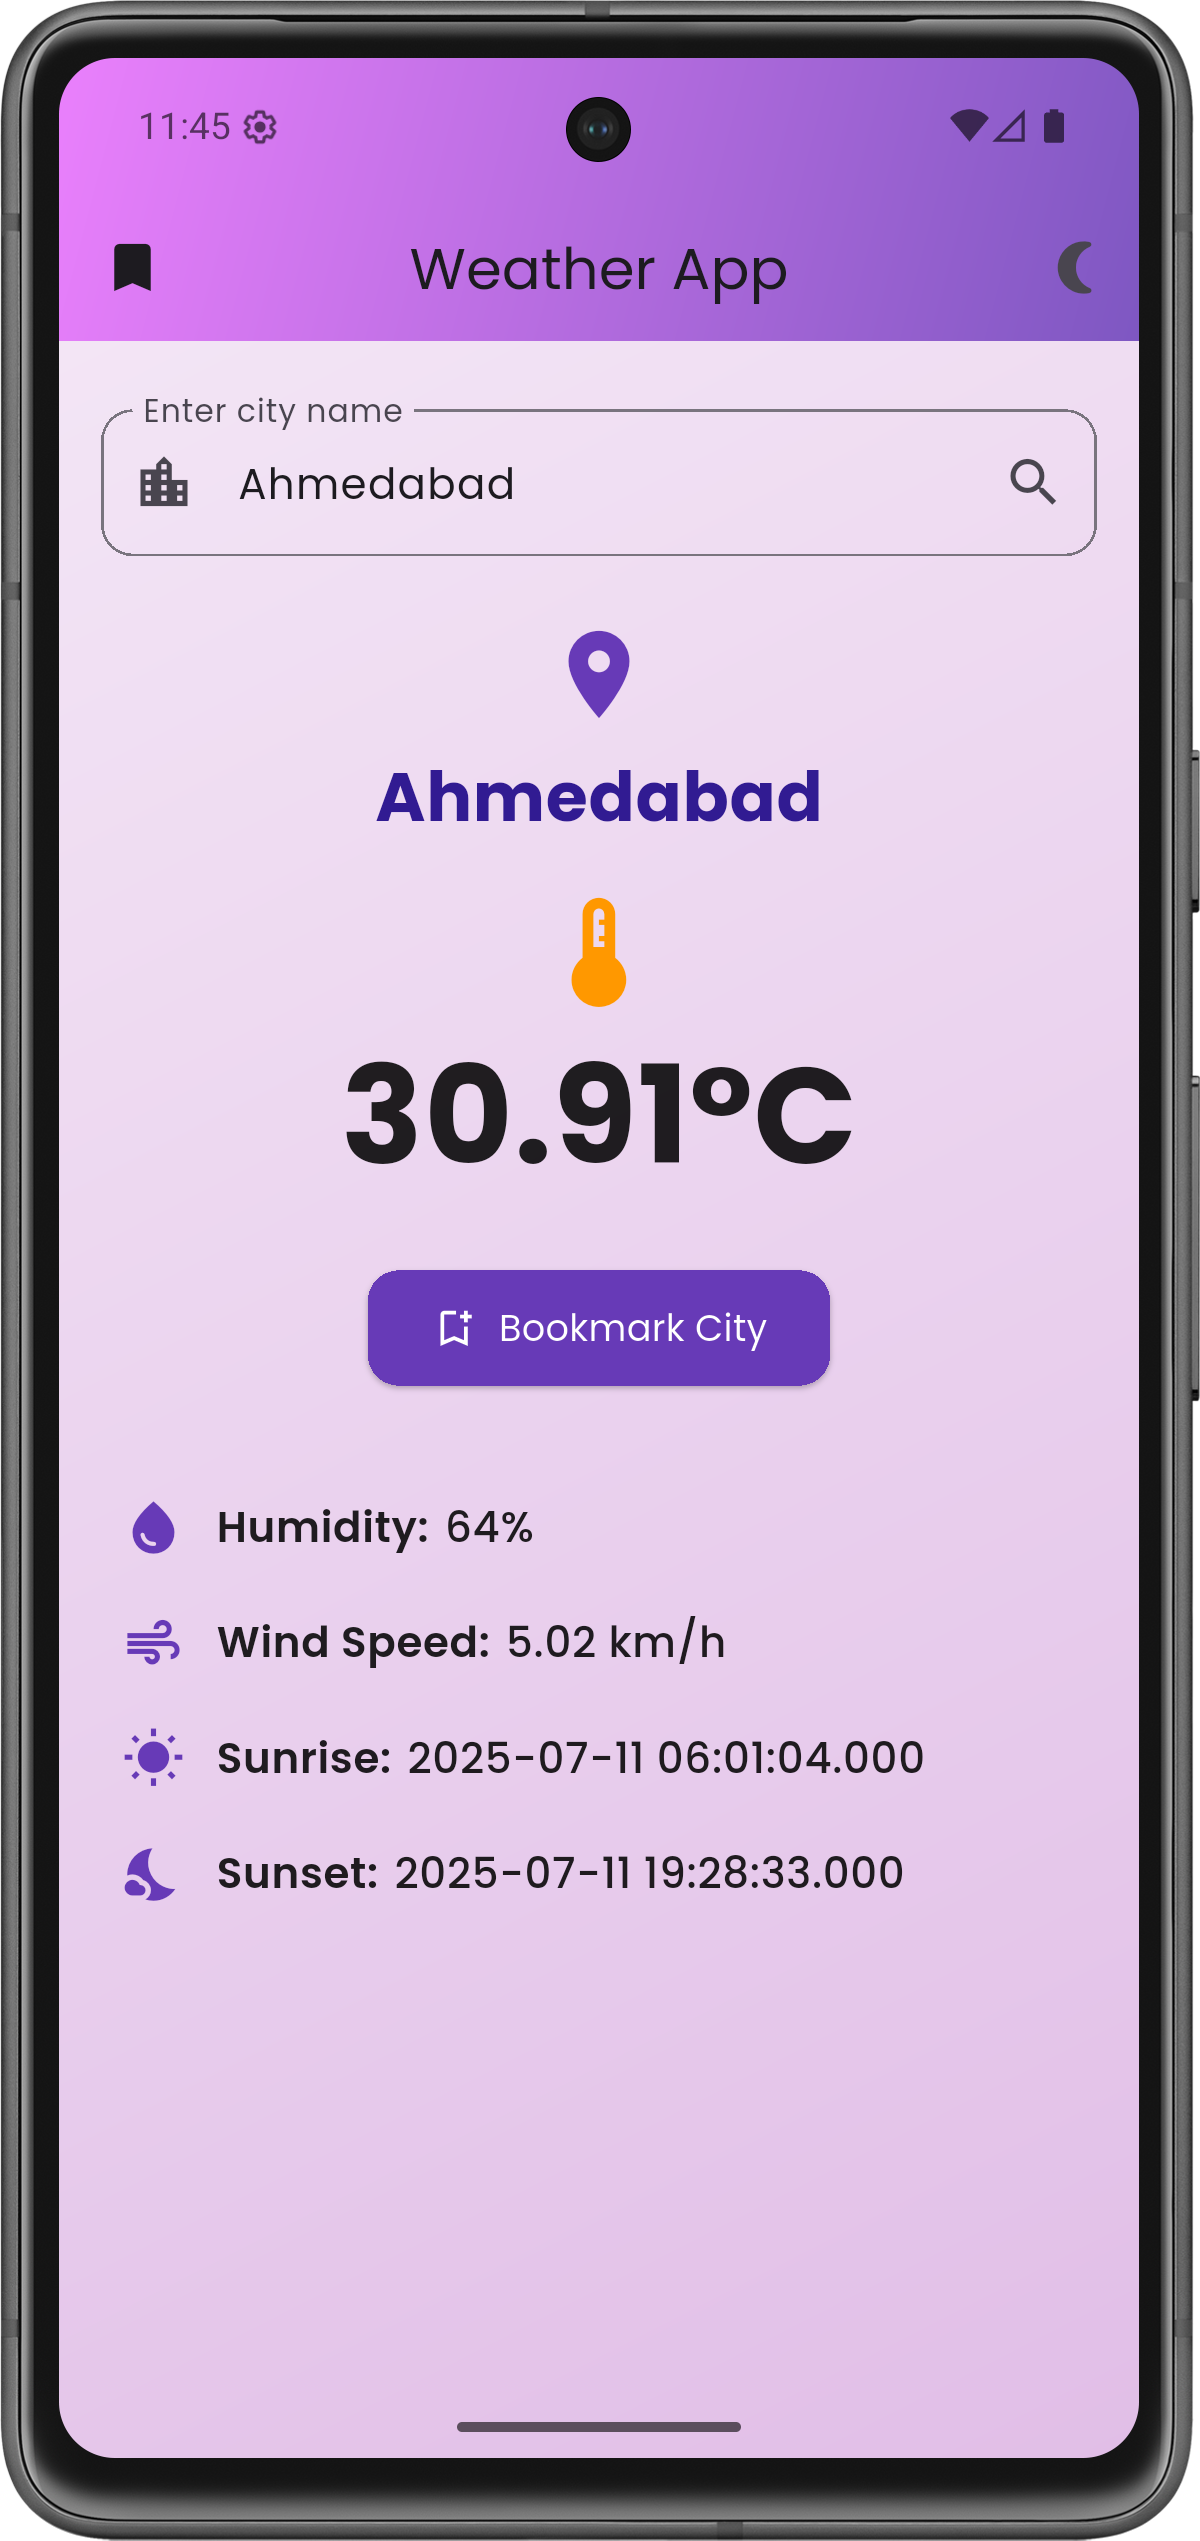 11:45
Weather App
Enter city name
Ahmedabad
Ahmedabad
30.91°C
Bookmark City
Humidity: 64%
Wind Speed: 5.02 km/h
Sunrise: 2025-07-11 06:01:04.000
Sunset: 2025-07-11 19:28:33.000